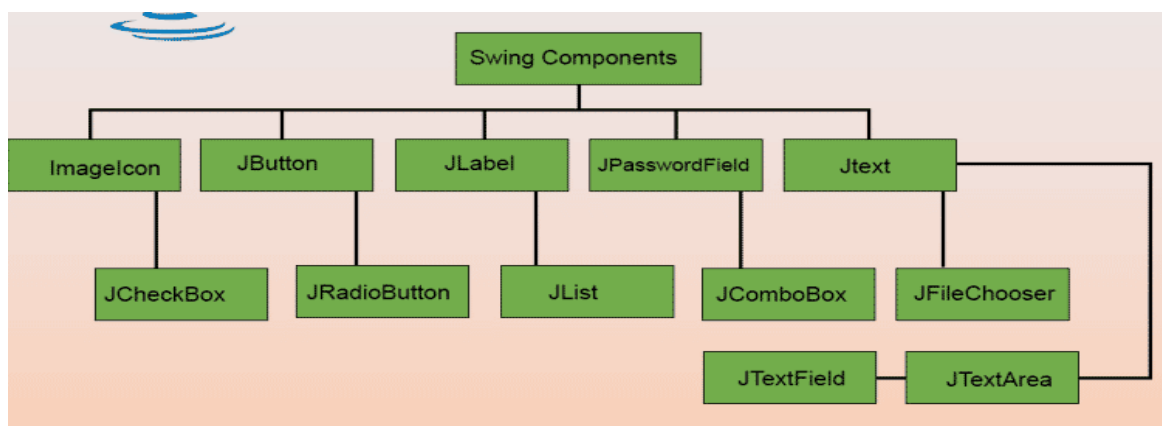 Swing Components
ImageIcon
JButton
JLabel
JPasswordField
Jtext
JCheckBox
JRadioButton
JList
JComboBox
JFileChooser
JTextField
JTextArea